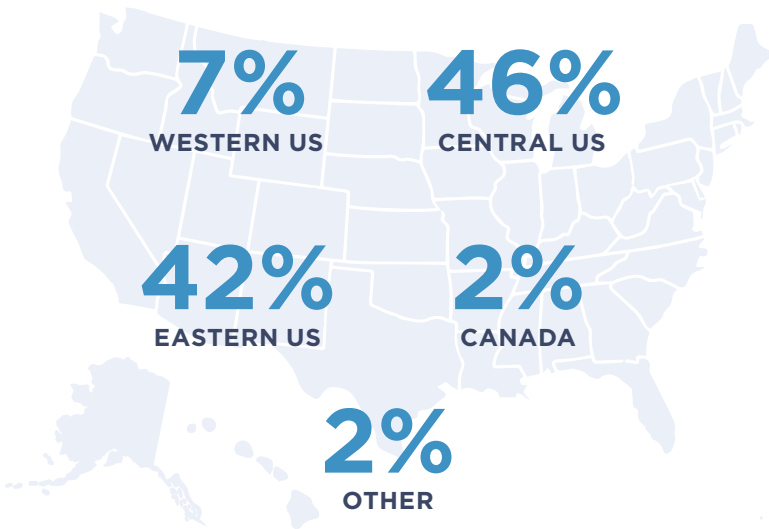 7%
WESTERN US
46%
CENTRAL US
42%
EASTERN US
2%
CANADA
2%
OTHER